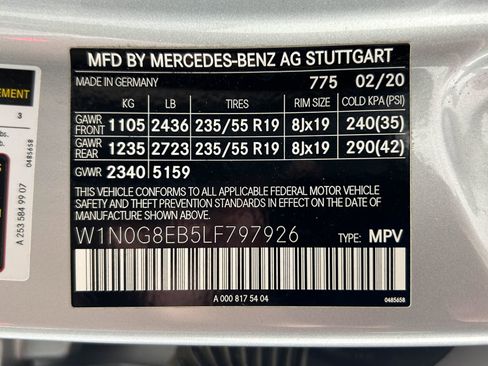 MFD BY MERCEDES-BENZ AG STUTTGART
MADE IN GERMANY 775 02/20
KG LB TIRES RIM SIZE COLD KPA (PSI)
GAWR FRONT 1105 2436 235/55 R19 8Jx19 240(35)
GAWR REAR 1235 2723 235/55 R19 8Jx19 290(42)
GVWR 2340 5159
THIS VEHICLE CONFORMS TO ALL APPLICABLE FEDERAL MOTOR VEHICLE
SAFETY AND THEFT PREVENTION STANDARDS IN EFFECT ON THE DATE OF
MANUFACTURE SHOWN ABOVE.
W1N0G8EB5LF797926 TYPE: MPV
A 000 817 54 04 0485658
EMENT
3
lbs.
0485658
A 253 584 99 07